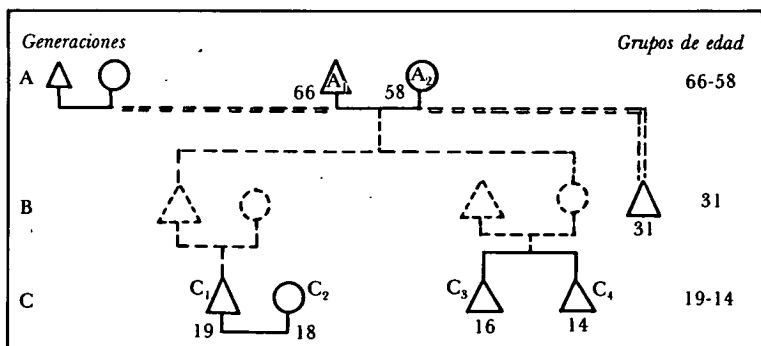 Generaciones Grupos de edad
A A₁ A₂ 66-58
66 58
B 31
31
C C₁ C₂ C₃ C₄ 19-14
19 18 16 14